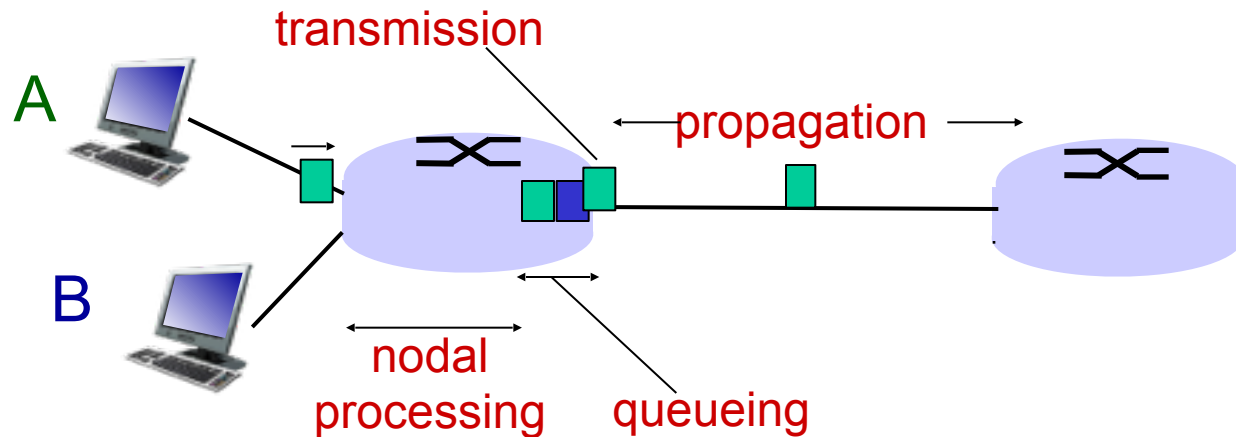 transmission
A
propagation
B
nodal
processing
queueing